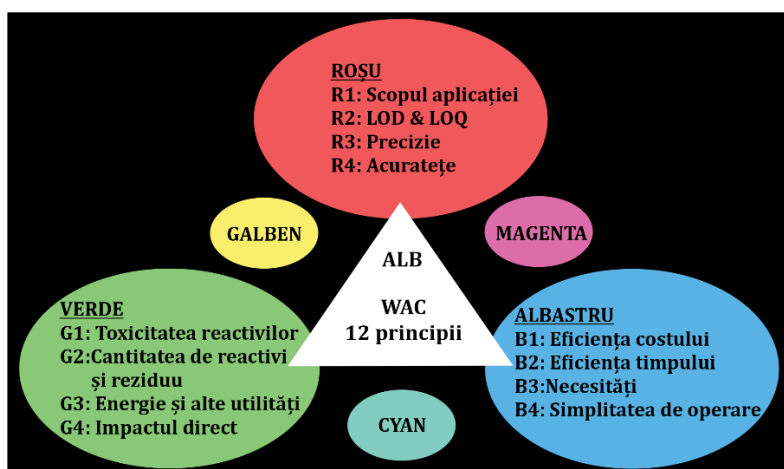 ROȘU
R1: Scopul aplicației
R2: LOD & LOQ
R3: Precizie
R4: Acuratețe
GALBEN
MAGENTA
ALB
WAC
12 principii
VERDE
G1: Toxicitatea reactivilor
G2:Cantitatea de reactivi
și reziduu
G3: Energie și alte utilități
G4: Impactul direct
ALBASTRU
B1: Eficiența costului
B2: Eficiența timpului
B3:Necesități
B4: Simplitatea de operare
CYAN